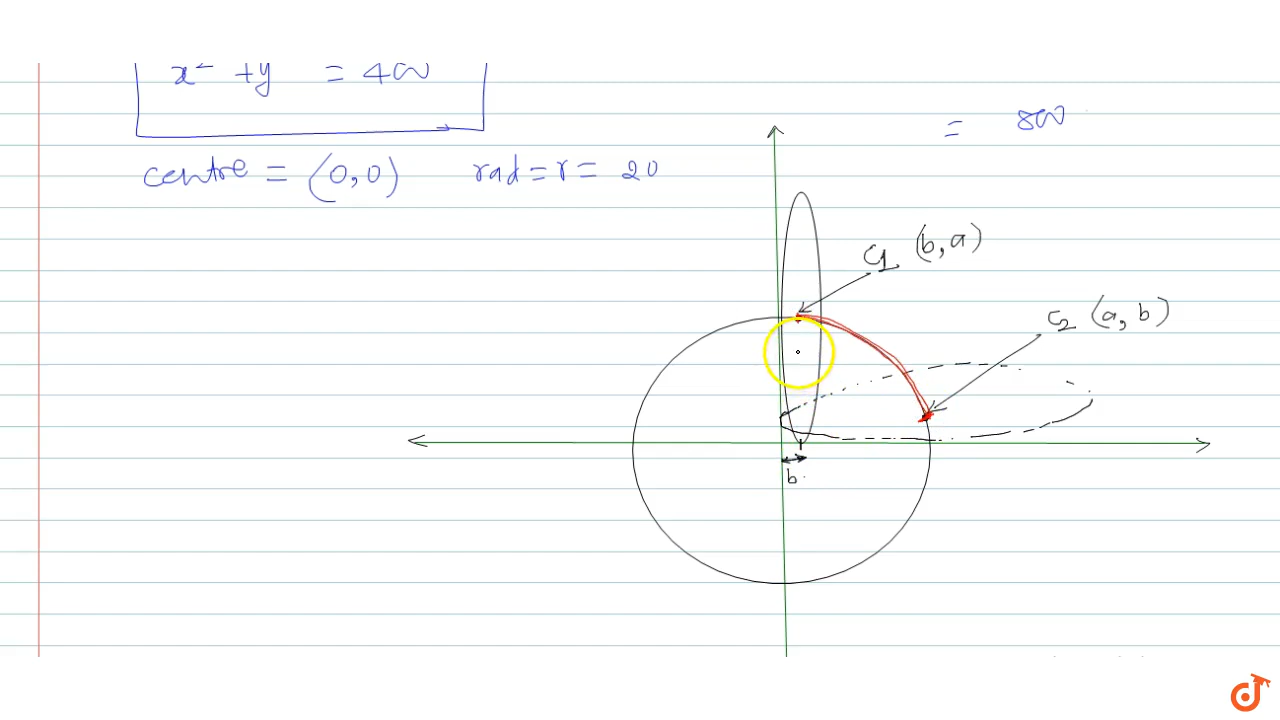 x² + y = 400
= 800
centre = (0,0) rad = r = 20
C1 (b, a)
C2 (a, b)
b